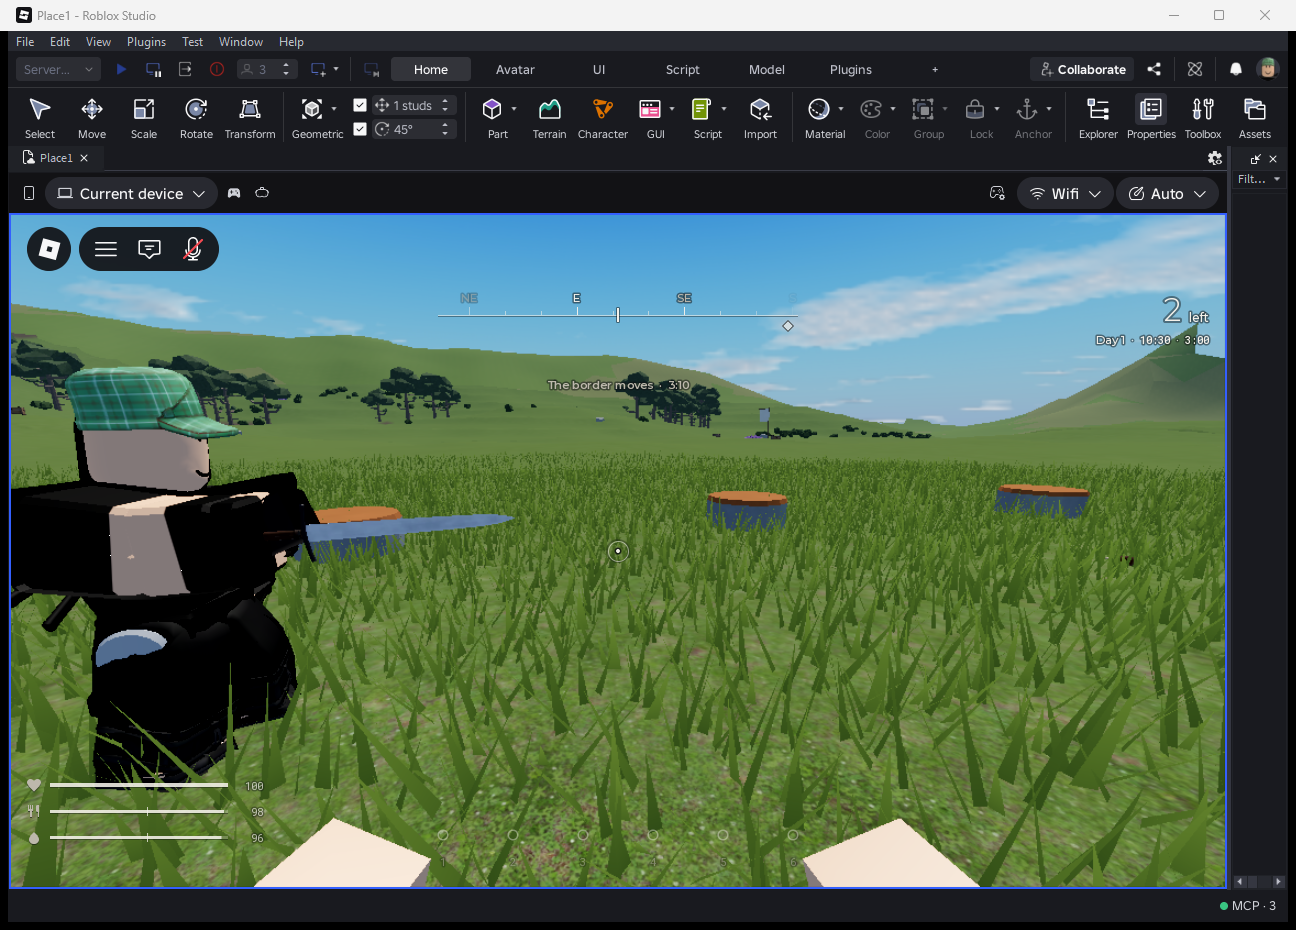 Place1 - Roblox Studio
File Edit View Plugins Test Window Help
Server... 3 Home Avatar UI Script Model Plugins + Collaborate
1 studs
45°
Select Move Scale Rotate Transform Geometric Part Terrain Character GUI Script Import Material Color Group Lock Anchor Explorer Properties Toolbox Assets
Place1
Filt...
Current device Wifi Auto
NE E SE
2 left
Day 1 · 10:30 · 3:00
The border moves · 3:10
100
98
96
1 2 3 4 5 6
MCP · 3